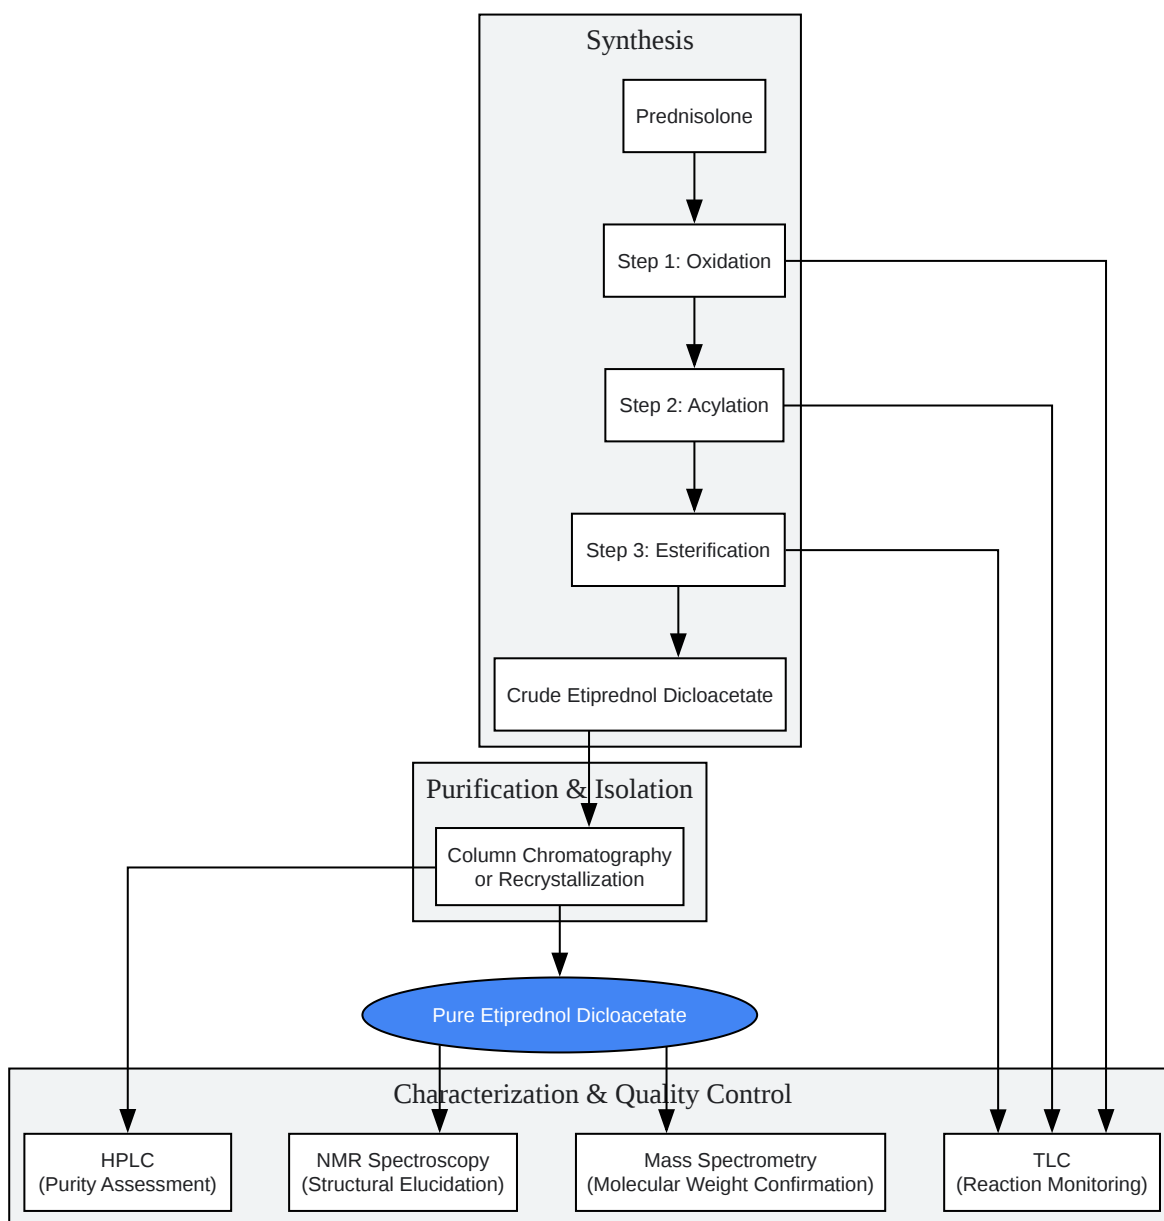 Synthesis
Prednisolone
Step 1: Oxidation
Step 2: Acylation
Step 3: Esterification
Crude Etiprednol Dicloacetate
Purification & Isolation
Column Chromatography
or Recrystallization
Pure Etiprednol Dicloacetate
Characterization & Quality Control
HPLC
(Purity Assessment)
NMR Spectroscopy
(Structural Elucidation)
Mass Spectrometry
(Molecular Weight Confirmation)
TLC
(Reaction Monitoring)